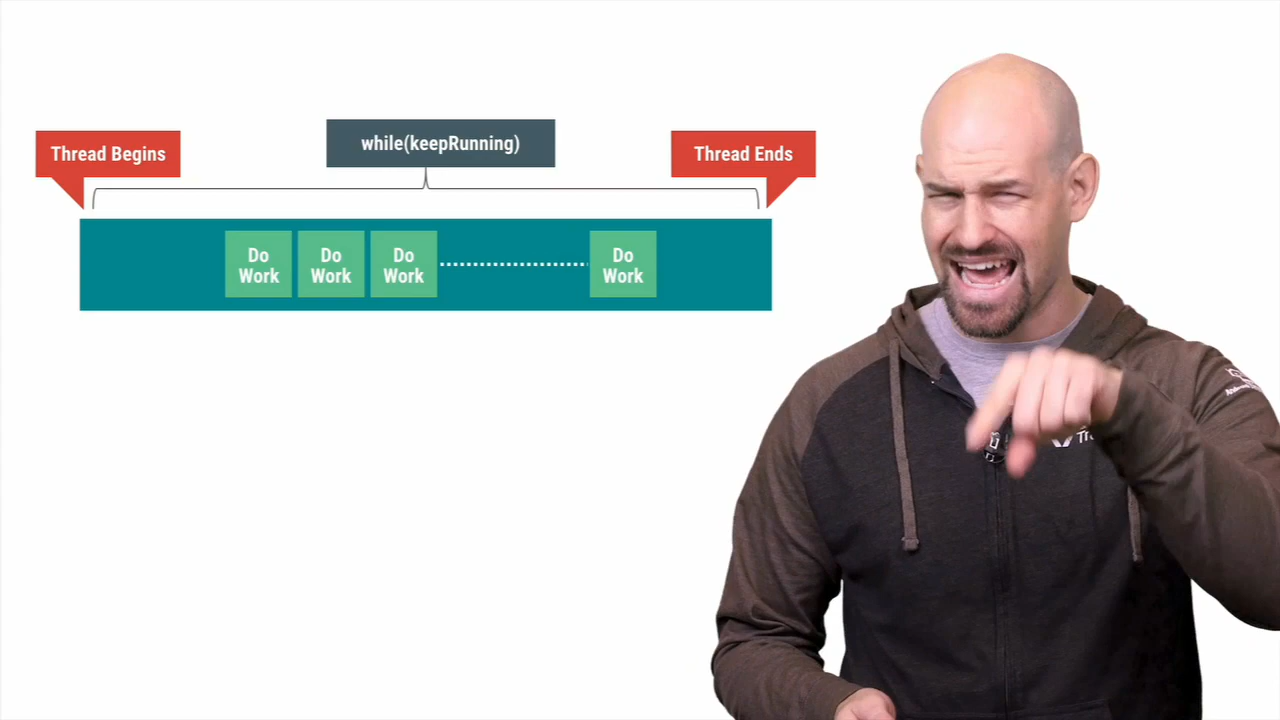 Thread Begins
while(keepRunning)
Thread Ends
Do
Work
Do
Work
Do
Work
Do
Work